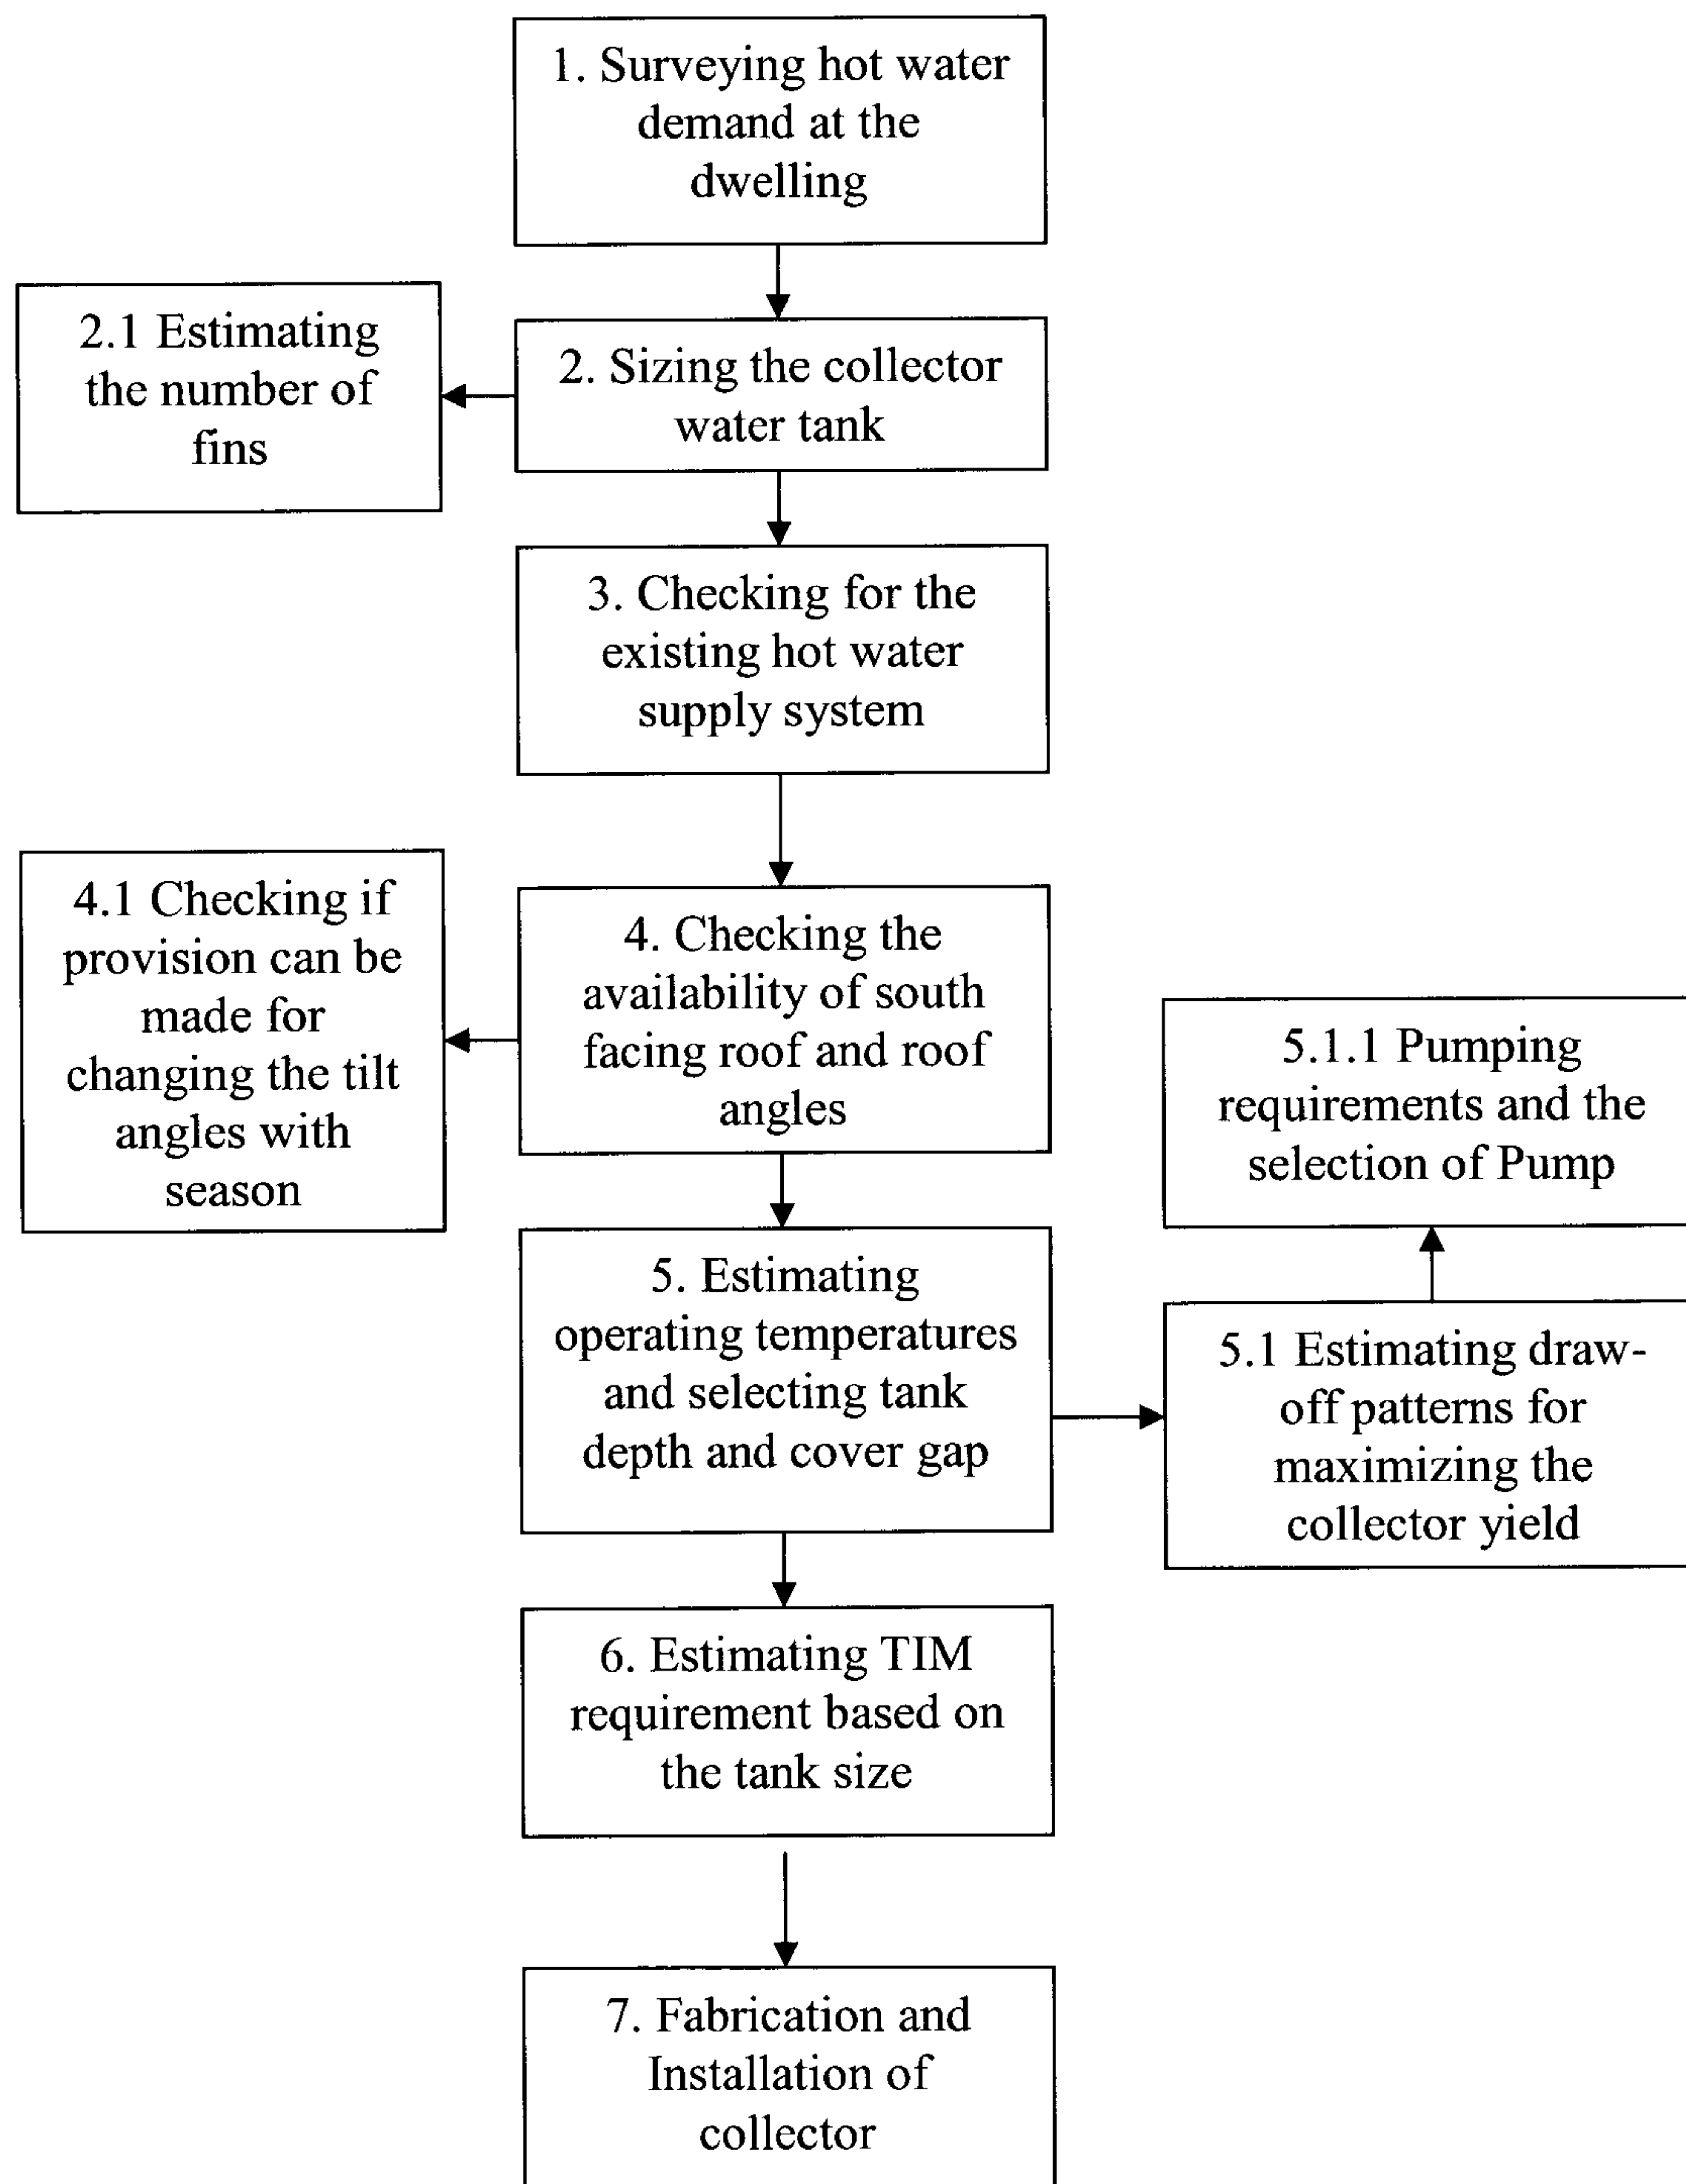 1. Surveying hot water
demand at the
dwelling
2.1 Estimating
the number of
fins
2. Sizing the collector
water tank
3. Checking for the
existing hot water
supply system
4.1 Checking if
provision can be
made for
changing the tilt
angles with
season
4. Checking the
availability of south
facing roof and roof
angles
5.1.1 Pumping
requirements and the
selection of Pump
5. Estimating
operating temperatures
and selecting tank
depth and cover gap
5.1 Estimating draw-
off patterns for
maximizing the
collector yield
6. Estimating TIM
requirement based on
the tank size
7. Fabrication and
Installation of
collector